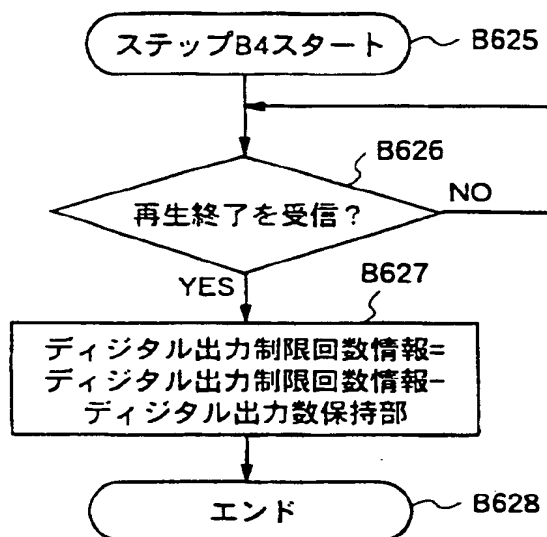 ステップB4スタート
B625
B626
再生終了を受信？
NO
YES
B627
ディジタル出力制限回数情報=
ディジタル出力制限回数情報−
ディジタル出力数保持部
エンド
B628